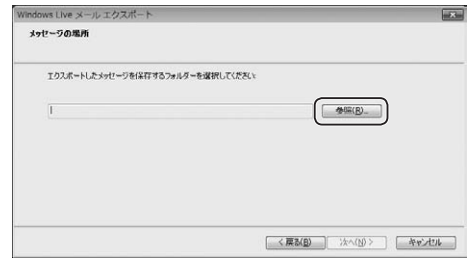 Windows Live メール エクスポート
メッセージの場所
エクスポートしたメッセージを保存するフォルダーを選択してください:
参照(R)...
< 戻る(B)
次へ(N) >
キャンセル